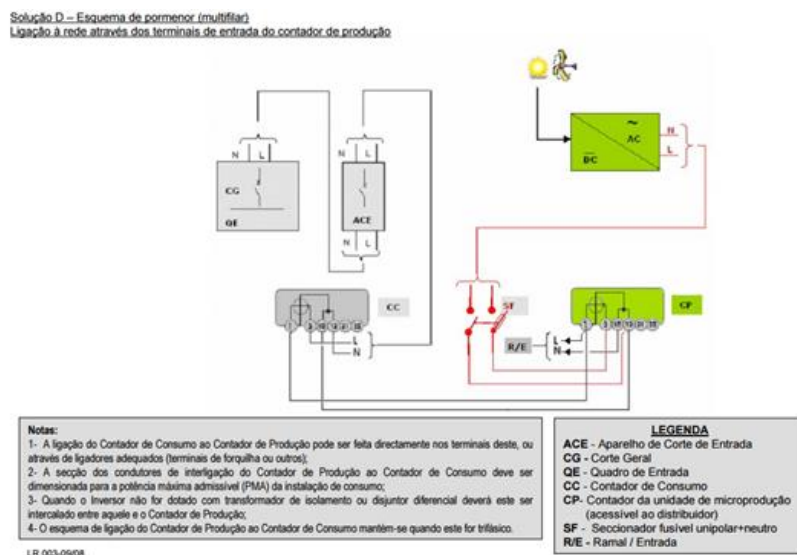 Solução D – Esquema de pormenor (multifilar)
Ligação à rede através dos terminais de entrada do contador de produção
N L
CG
QE
N L
ACE
N L
~
AC
DC
N
L
CC
L
N
SF
R/E
L
N
CP
Notas:
1- A ligação do Contador de Consumo ao Contador de Produção pode ser feita directamente nos terminais deste, ou
através de ligadores adequados (terminais de forquilha ou outros);
2- A secção dos condutores de interligação do Contador de Produção ao Contador de Consumo deve ser
dimensionada para a potência máxima admissível (PMA) da instalação de consumo;
3- Quando o Inversor não for dotado com transformador de isolamento ou disjuntor diferencial deverá este ser
intercalado entre aquele e o Contador de Produção;
4- O esquema de ligação do Contador de Produção ao Contador de Consumo mantém-se quando este for trifásico.
LEGENDA
ACE - Aparelho de Corte de Entrada
CG - Corte Geral
QE - Quadro de Entrada
CC - Contador de Consumo
CP- Contador da unidade de microprodução
(acessível ao distribuidor)
SF - Seccionador fusível unipolar+neutro
R/E - Ramal / Entrada